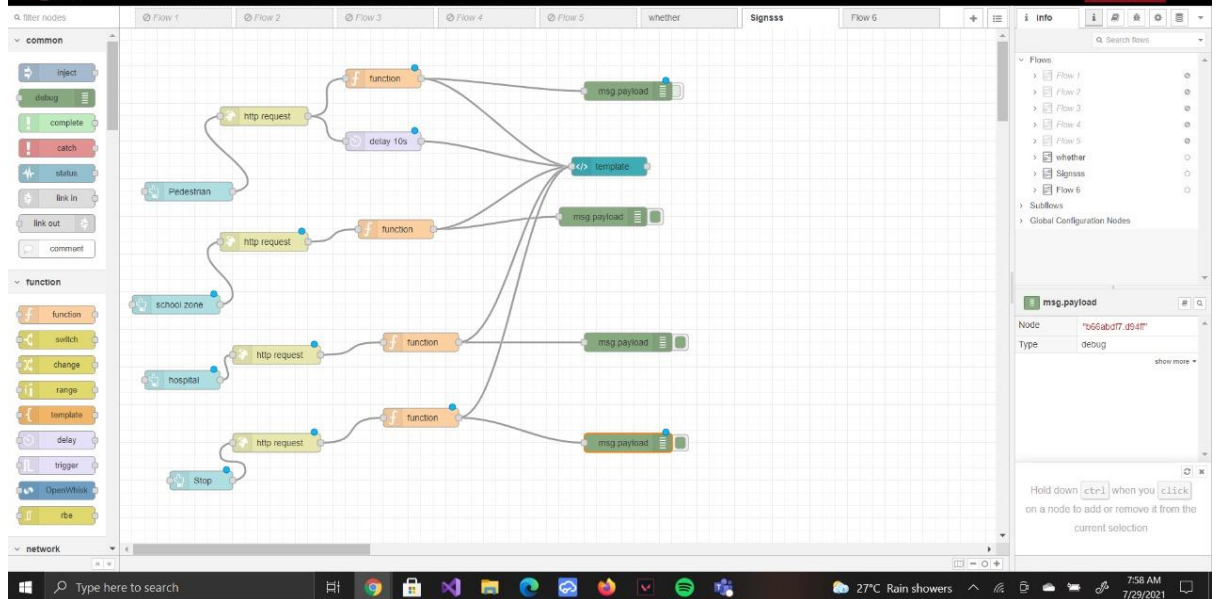 filter nodes
Flow 1
Flow 2
Flow 3
Flow 4
Flow 5
whether
Signsss
Flow 6
info
Search flows
common
inject
debug
complete
catch
status
link in
link out
comment
function
function
switch
change
range
template
delay
trigger
OpenWhisk
rbe
network
function
msg.payload
http request
delay 10s
template
Pedestrian
msg.payload
function
http request
school zone
function
msg.payload
http request
hospital
function
http request
msg.payload
Stop
Flows
Flow 1
Flow 2
Flow 3
Flow 4
Flow 5
whether
Signsss
Flow 6
Subflows
Global Configuration Nodes
msg.payload
Node "b66abdf7.d94ff"
Type debug
show more
Hold down ctrl when you click
on a node to add or remove it from the
current selection
Type here to search
27°C Rain showers
7:58 AM
7/29/2021